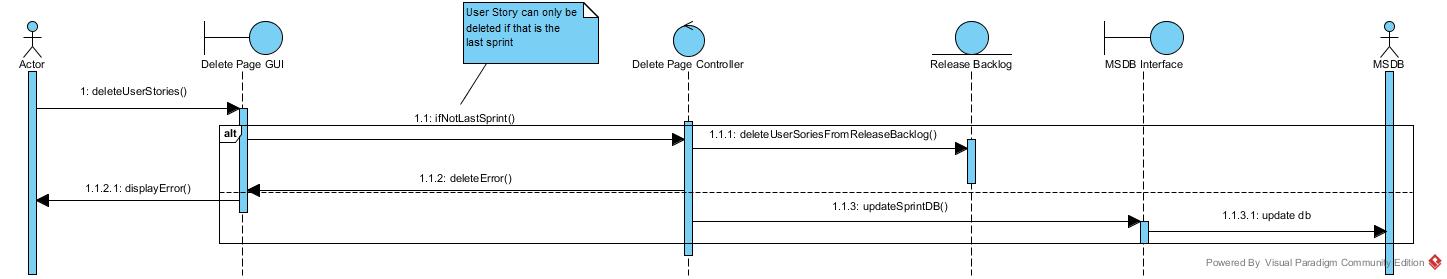 User Story can only be
deleted if that is the
last sprint
Actor
Delete Page GUI
Delete Page Controller
Release Backlog
MSDB Interface
MSDB
1: deleteUserStories()
1.1: ifNotLastSprint()
alt
1.1.1: deleteUserSoriesFromReleaseBacklog()
1.1.2: deleteError()
1.1.2.1: displayError()
1.1.3: updateSprintDB()
1.1.3.1: update db
Powered By Visual Paradigm Community Edition